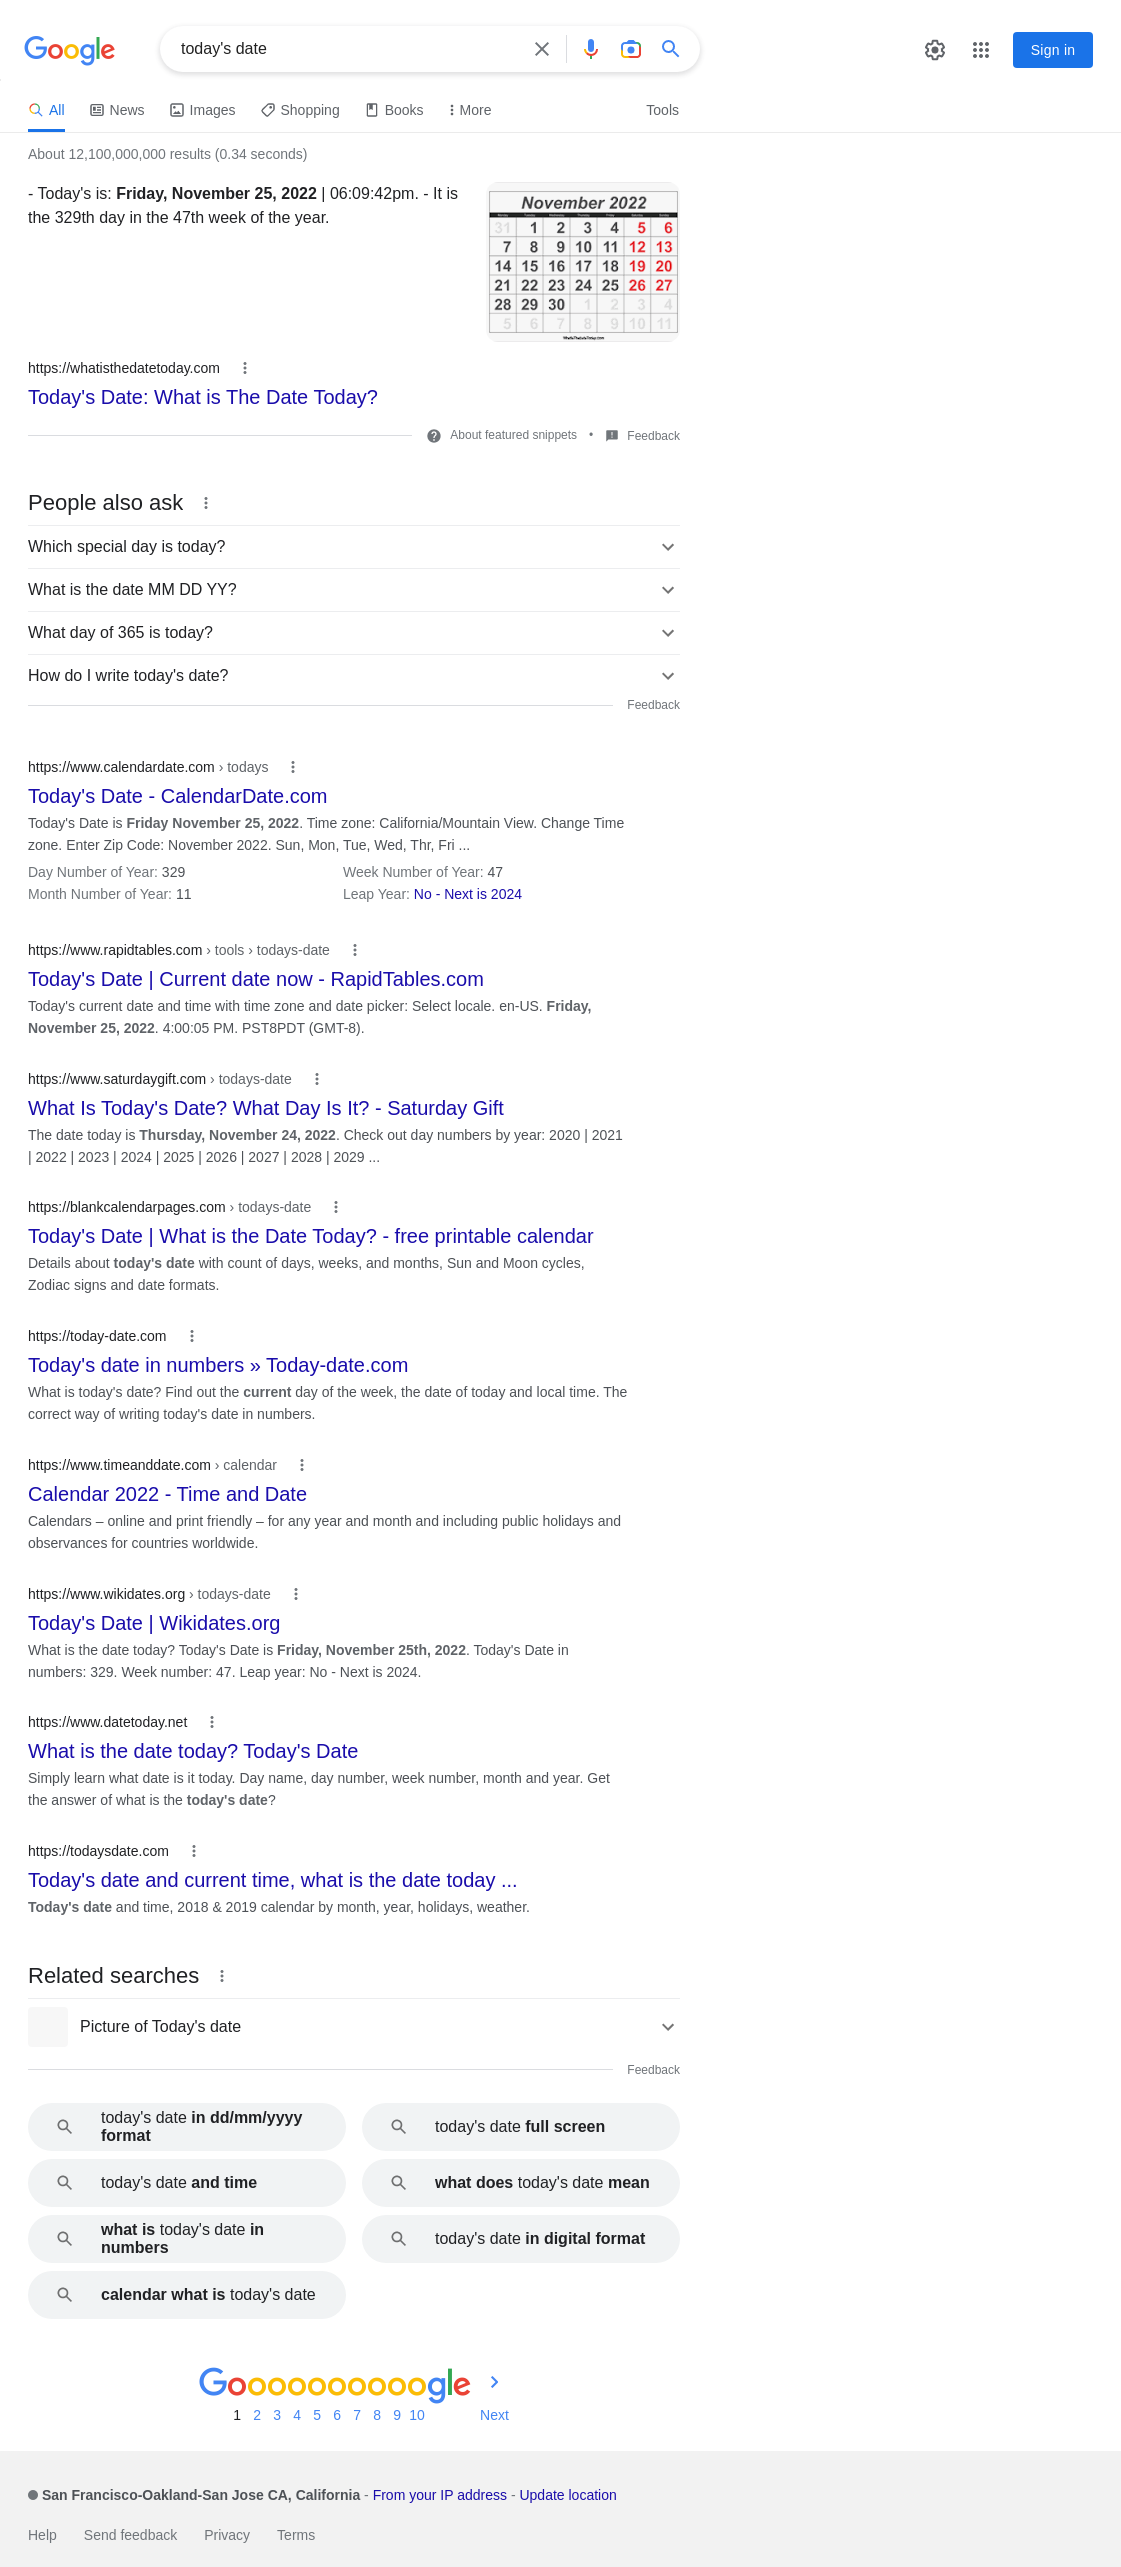 Google
today's date
Sign in
All
News
Images
Shopping
Books
More
Tools
About 12,100,000,000 results (0.34 seconds)
- Today's is: Friday, November 25, 2022 | 06:09:42pm. - It is
the 329th day in the 47th week of the year.
November 2022
Monday Tuesday Wednesday Thursday Friday Saturday Sunday
31 1 2 3 4 5 6
7 8 9 10 11 12 13
14 15 16 17 18 19 20
21 22 23 24 25 26 27
28 29 30 1 2 3 4
5 6 7 8 9 10 11
WhatIsTheDateToday.Com
https://whatisthedatetoday.com
Today's Date: What is The Date Today?
About featured snippets • Feedback
People also ask
Which special day is today?
What is the date MM DD YY?
What day of 365 is today?
How do I write today's date?
Feedback
https://www.calendardate.com › todays
Today's Date - CalendarDate.com
Today's Date is Friday November 25, 2022. Time zone: California/Mountain View. Change Time
zone. Enter Zip Code: November 2022. Sun, Mon, Tue, Wed, Thr, Fri ...
Day Number of Year: 329
Week Number of Year: 47
Month Number of Year: 11
Leap Year: No - Next is 2024
https://www.rapidtables.com › tools › todays-date
Today's Date | Current date now - RapidTables.com
Today's current date and time with time zone and date picker: Select locale. en-US. Friday,
November 25, 2022. 4:00:05 PM. PST8PDT (GMT-8).
https://www.saturdaygift.com › todays-date
What Is Today's Date? What Day Is It? - Saturday Gift
The date today is Thursday, November 24, 2022. Check out day numbers by year: 2020 | 2021
| 2022 | 2023 | 2024 | 2025 | 2026 | 2027 | 2028 | 2029 ...
https://blankcalendarpages.com › todays-date
Today's Date | What is the Date Today? - free printable calendar
Details about today's date with count of days, weeks, and months, Sun and Moon cycles,
Zodiac signs and date formats.
https://today-date.com
Today's date in numbers » Today-date.com
What is today's date? Find out the current day of the week, the date of today and local time. The
correct way of writing today's date in numbers.
https://www.timeanddate.com › calendar
Calendar 2022 - Time and Date
Calendars – online and print friendly – for any year and month and including public holidays and
observances for countries worldwide.
https://www.wikidates.org › todays-date
Today's Date | Wikidates.org
What is the date today? Today's Date is Friday, November 25th, 2022. Today's Date in
numbers: 329. Week number: 47. Leap year: No - Next is 2024.
https://www.datetoday.net
What is the date today? Today's Date
Simply learn what date is it today. Day name, day number, week number, month and year. Get
the answer of what is the today's date?
https://todaysdate.com
Today's date and current time, what is the date today ...
Today's date and time, 2018 & 2019 calendar by month, year, holidays, weather.
Related searches
Picture of Today's date
Feedback
today's date in dd/mm/yyyy
format
today's date full screen
today's date and time
what does today's date mean
what is today's date in
numbers
today's date in digital format
calendar what is today's date
Goooooooooogle
1 2 3 4 5 6 7 8 9 10 Next
San Francisco-Oakland-San Jose CA, California - From your IP address - Update location
Help Send feedback Privacy Terms